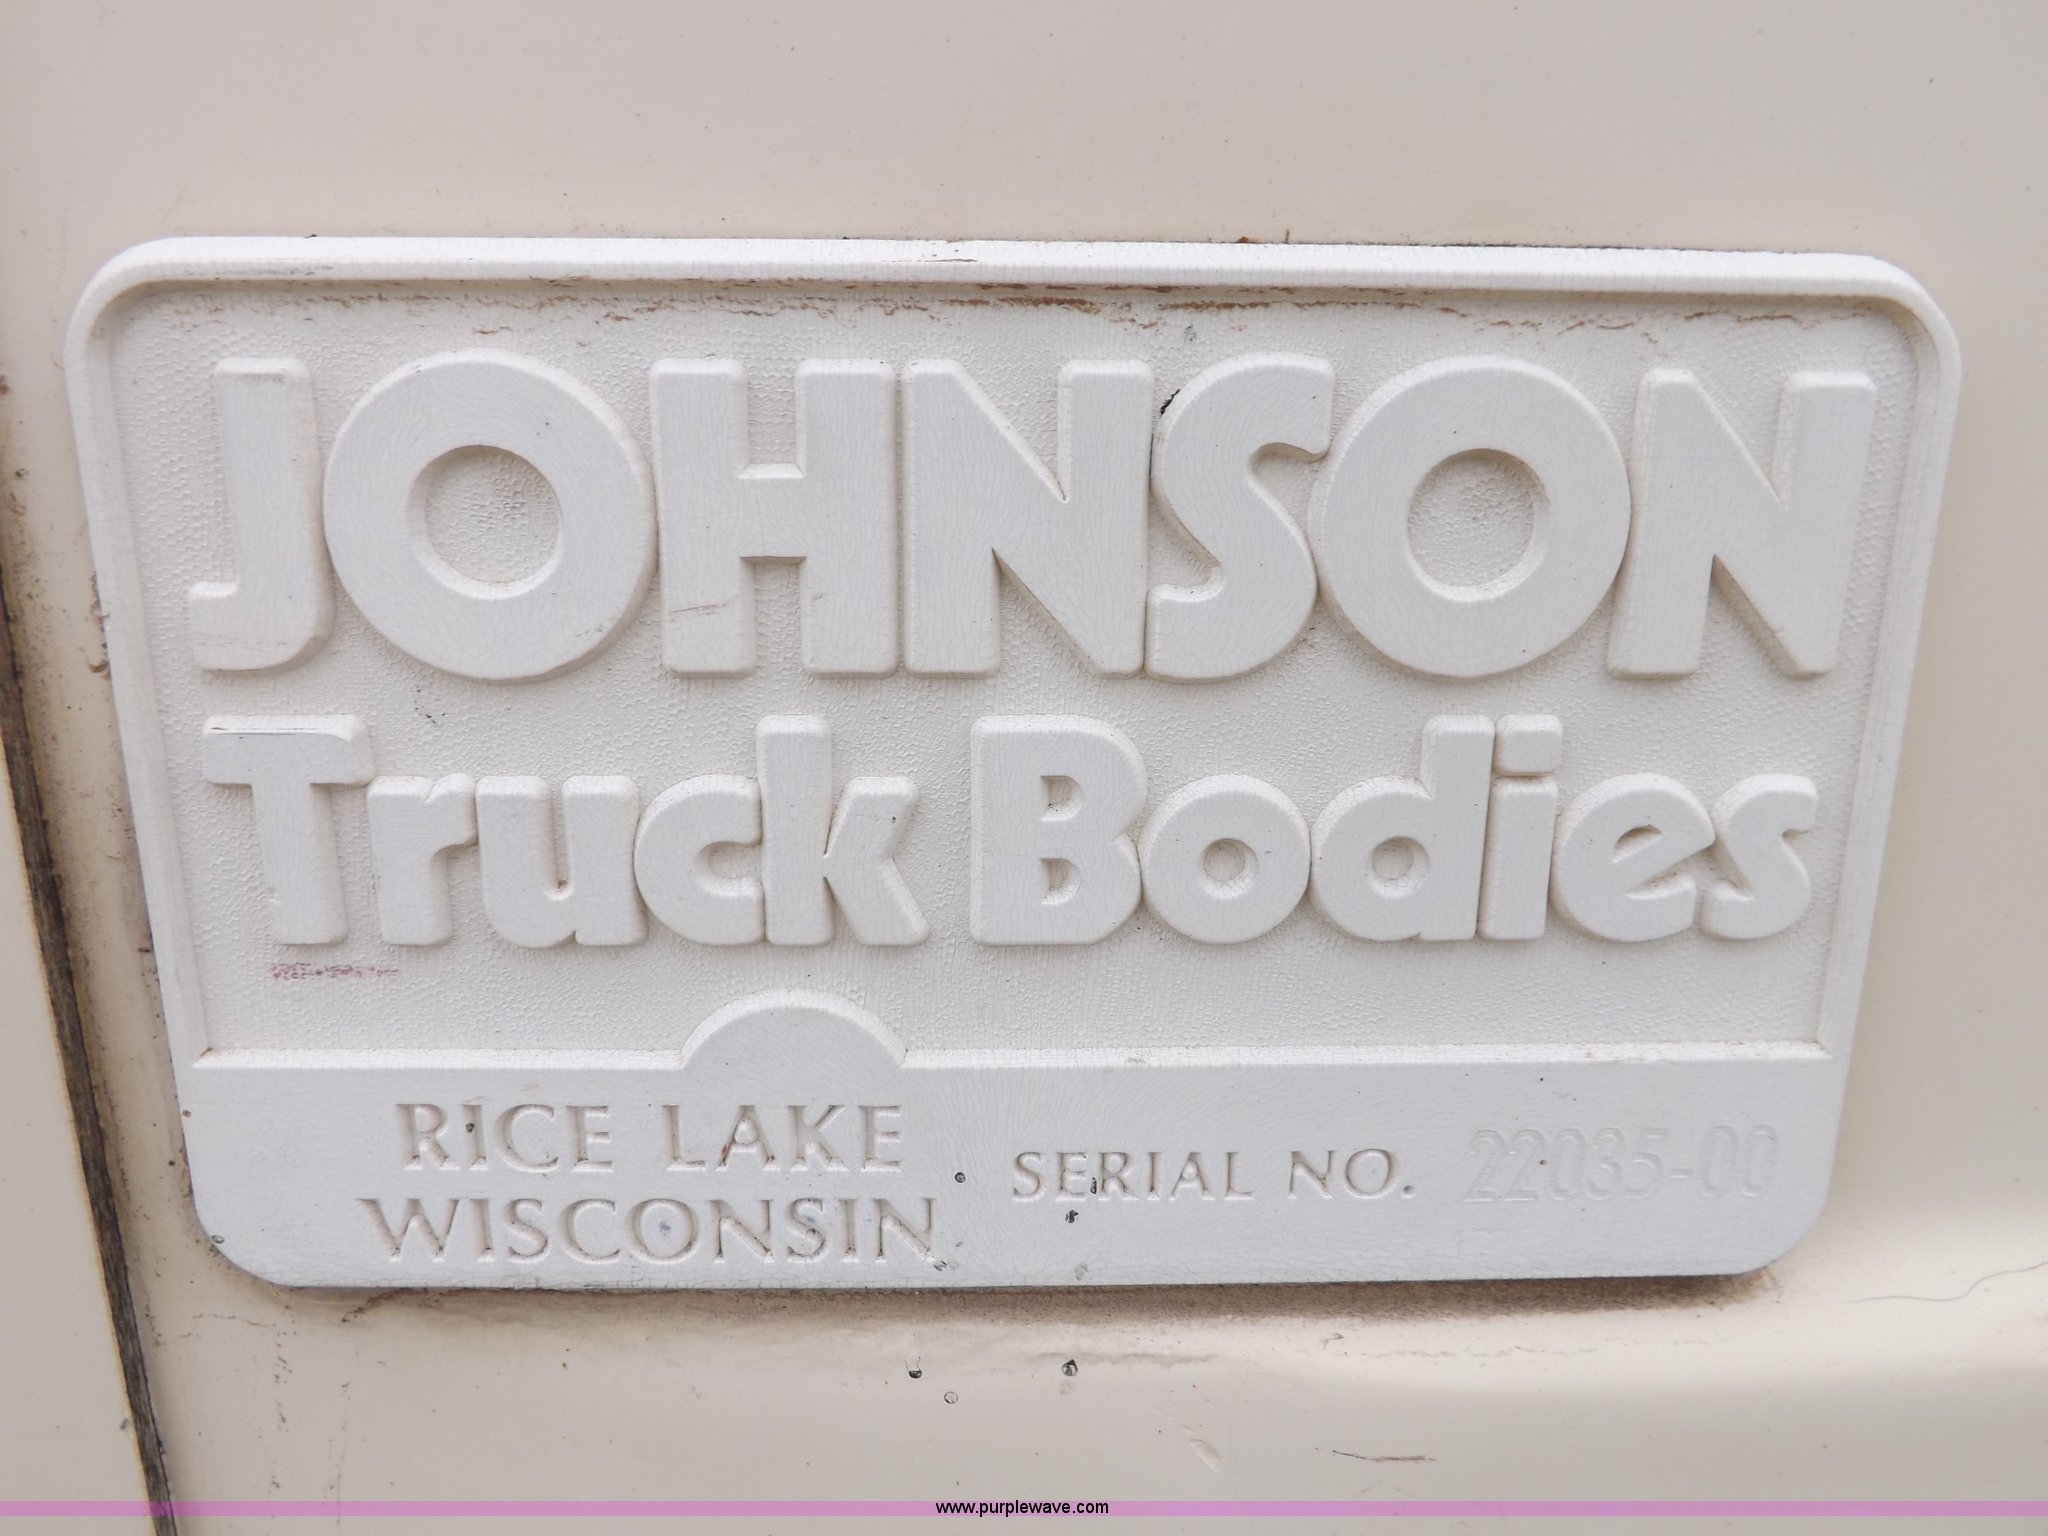 JOHNSON
Truck Bodies
RICE LAKE
WISCONSIN
SERIAL NO. 22035-00
www.purplewave.com